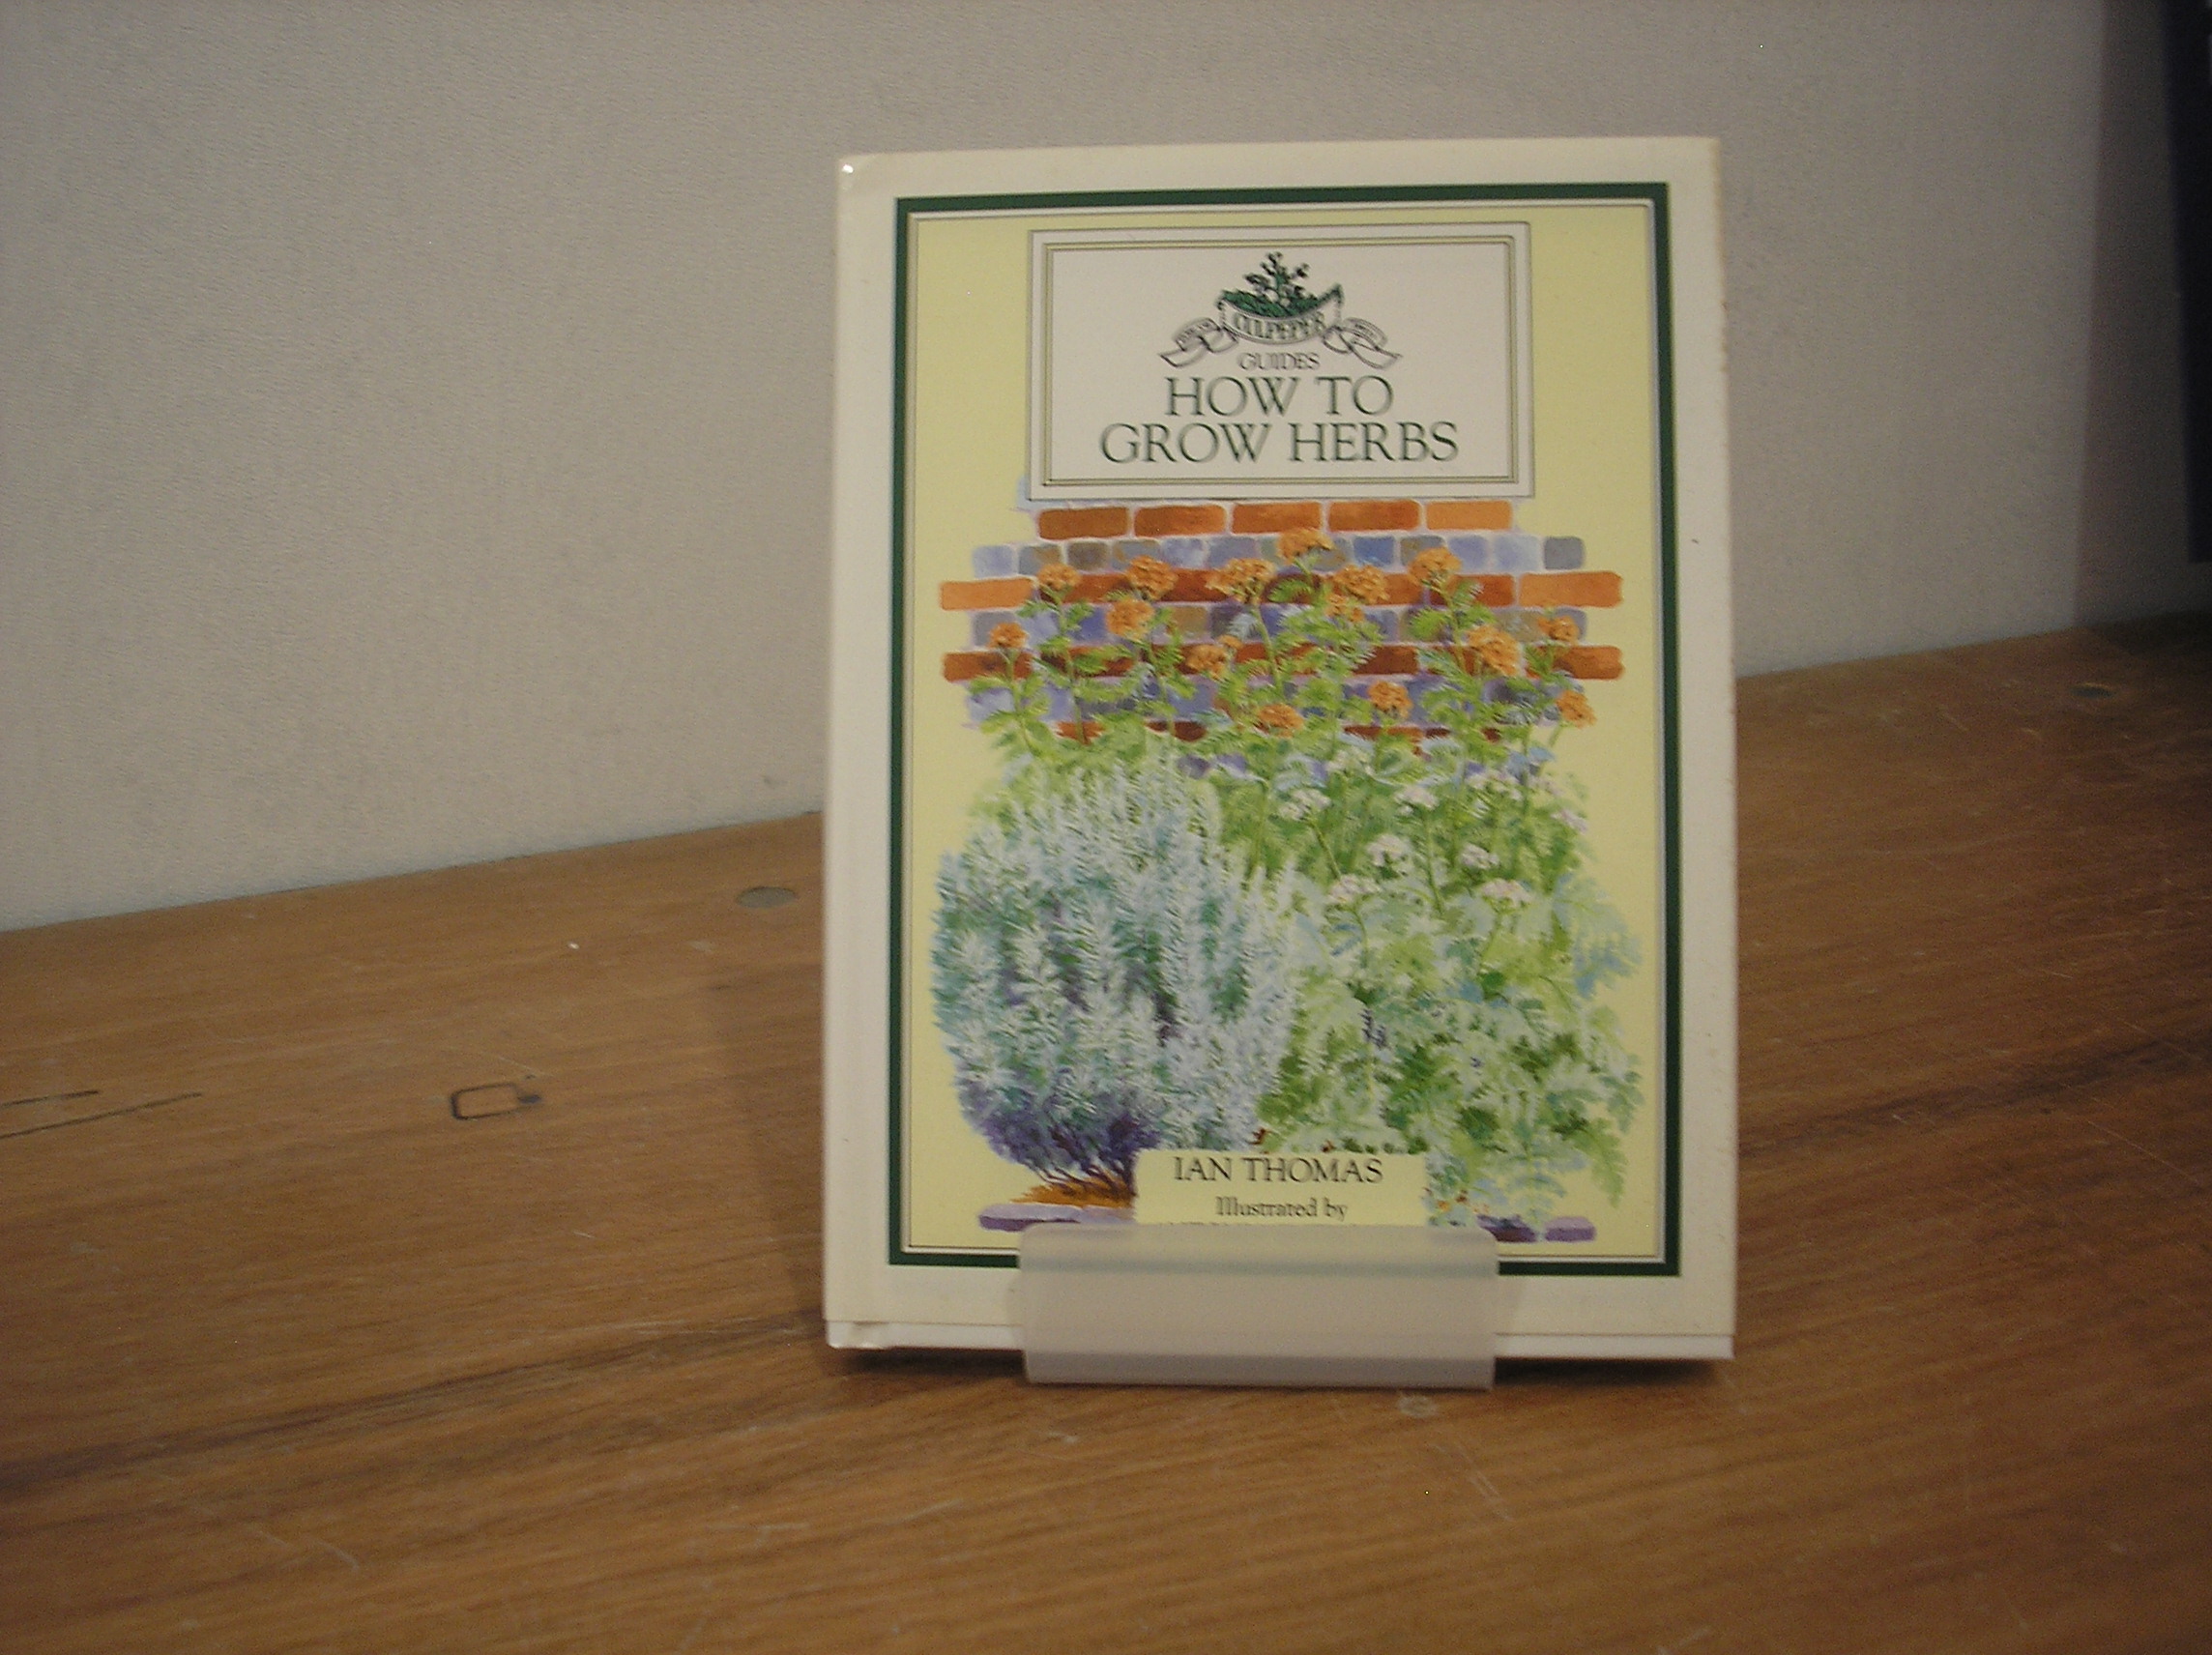 CULPEPER
GUIDES
HOW TO
GROW HERBS
IAN THOMAS
Illustrated by